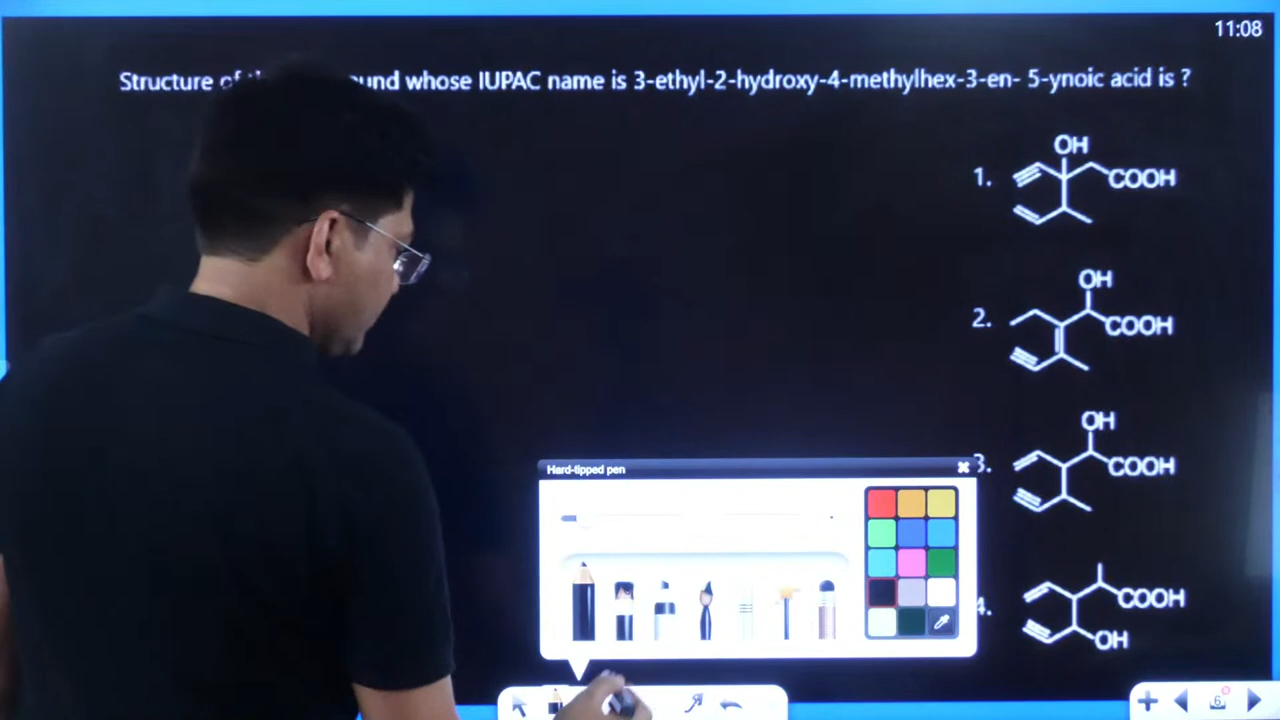 11:08
Structure of und whose IUPAC name is 3-ethyl-2-hydroxy-4-methylhex-3-en- 5-ynoic acid is ?
OH
1. COOH
OH
2. COOH
OH
3. COOH
Hard-tipped pen
4. COOH
OH
6